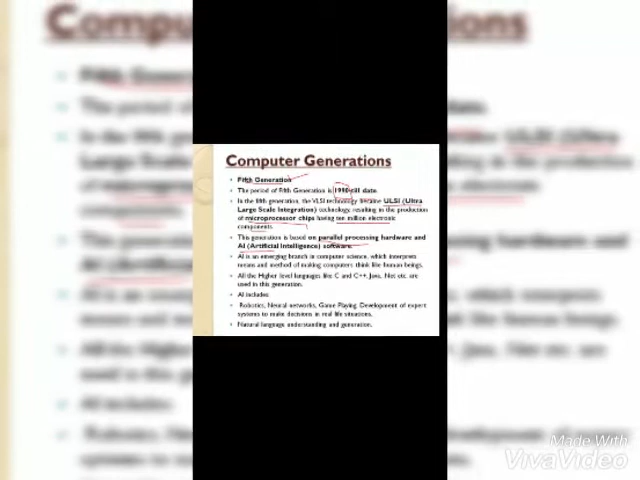 Computer Generations
Fifth Generation
The period of Fifth Generation is 1990 till date.
In the fifth generation, the VLSI technology became ULSI (Ultra
Large Scale Integration) technology, resulting in the production
of microprocessor chips having ten million electronic
components.
This generation is based on parallel processing hardware and
AI (Artificial Intelligence) software.
AI is an emerging branch in computer science, which interprets
means and method of making computers think like human beings.
All the Higher level languages like C and C++, Java, .Net etc. are
used in this generation.
AI includes:
Robotics, Neural networks, Game Playing, Development of expert
systems to make decisions in real life situations.
Natural language understanding and generation.
Made With
VivaVideo